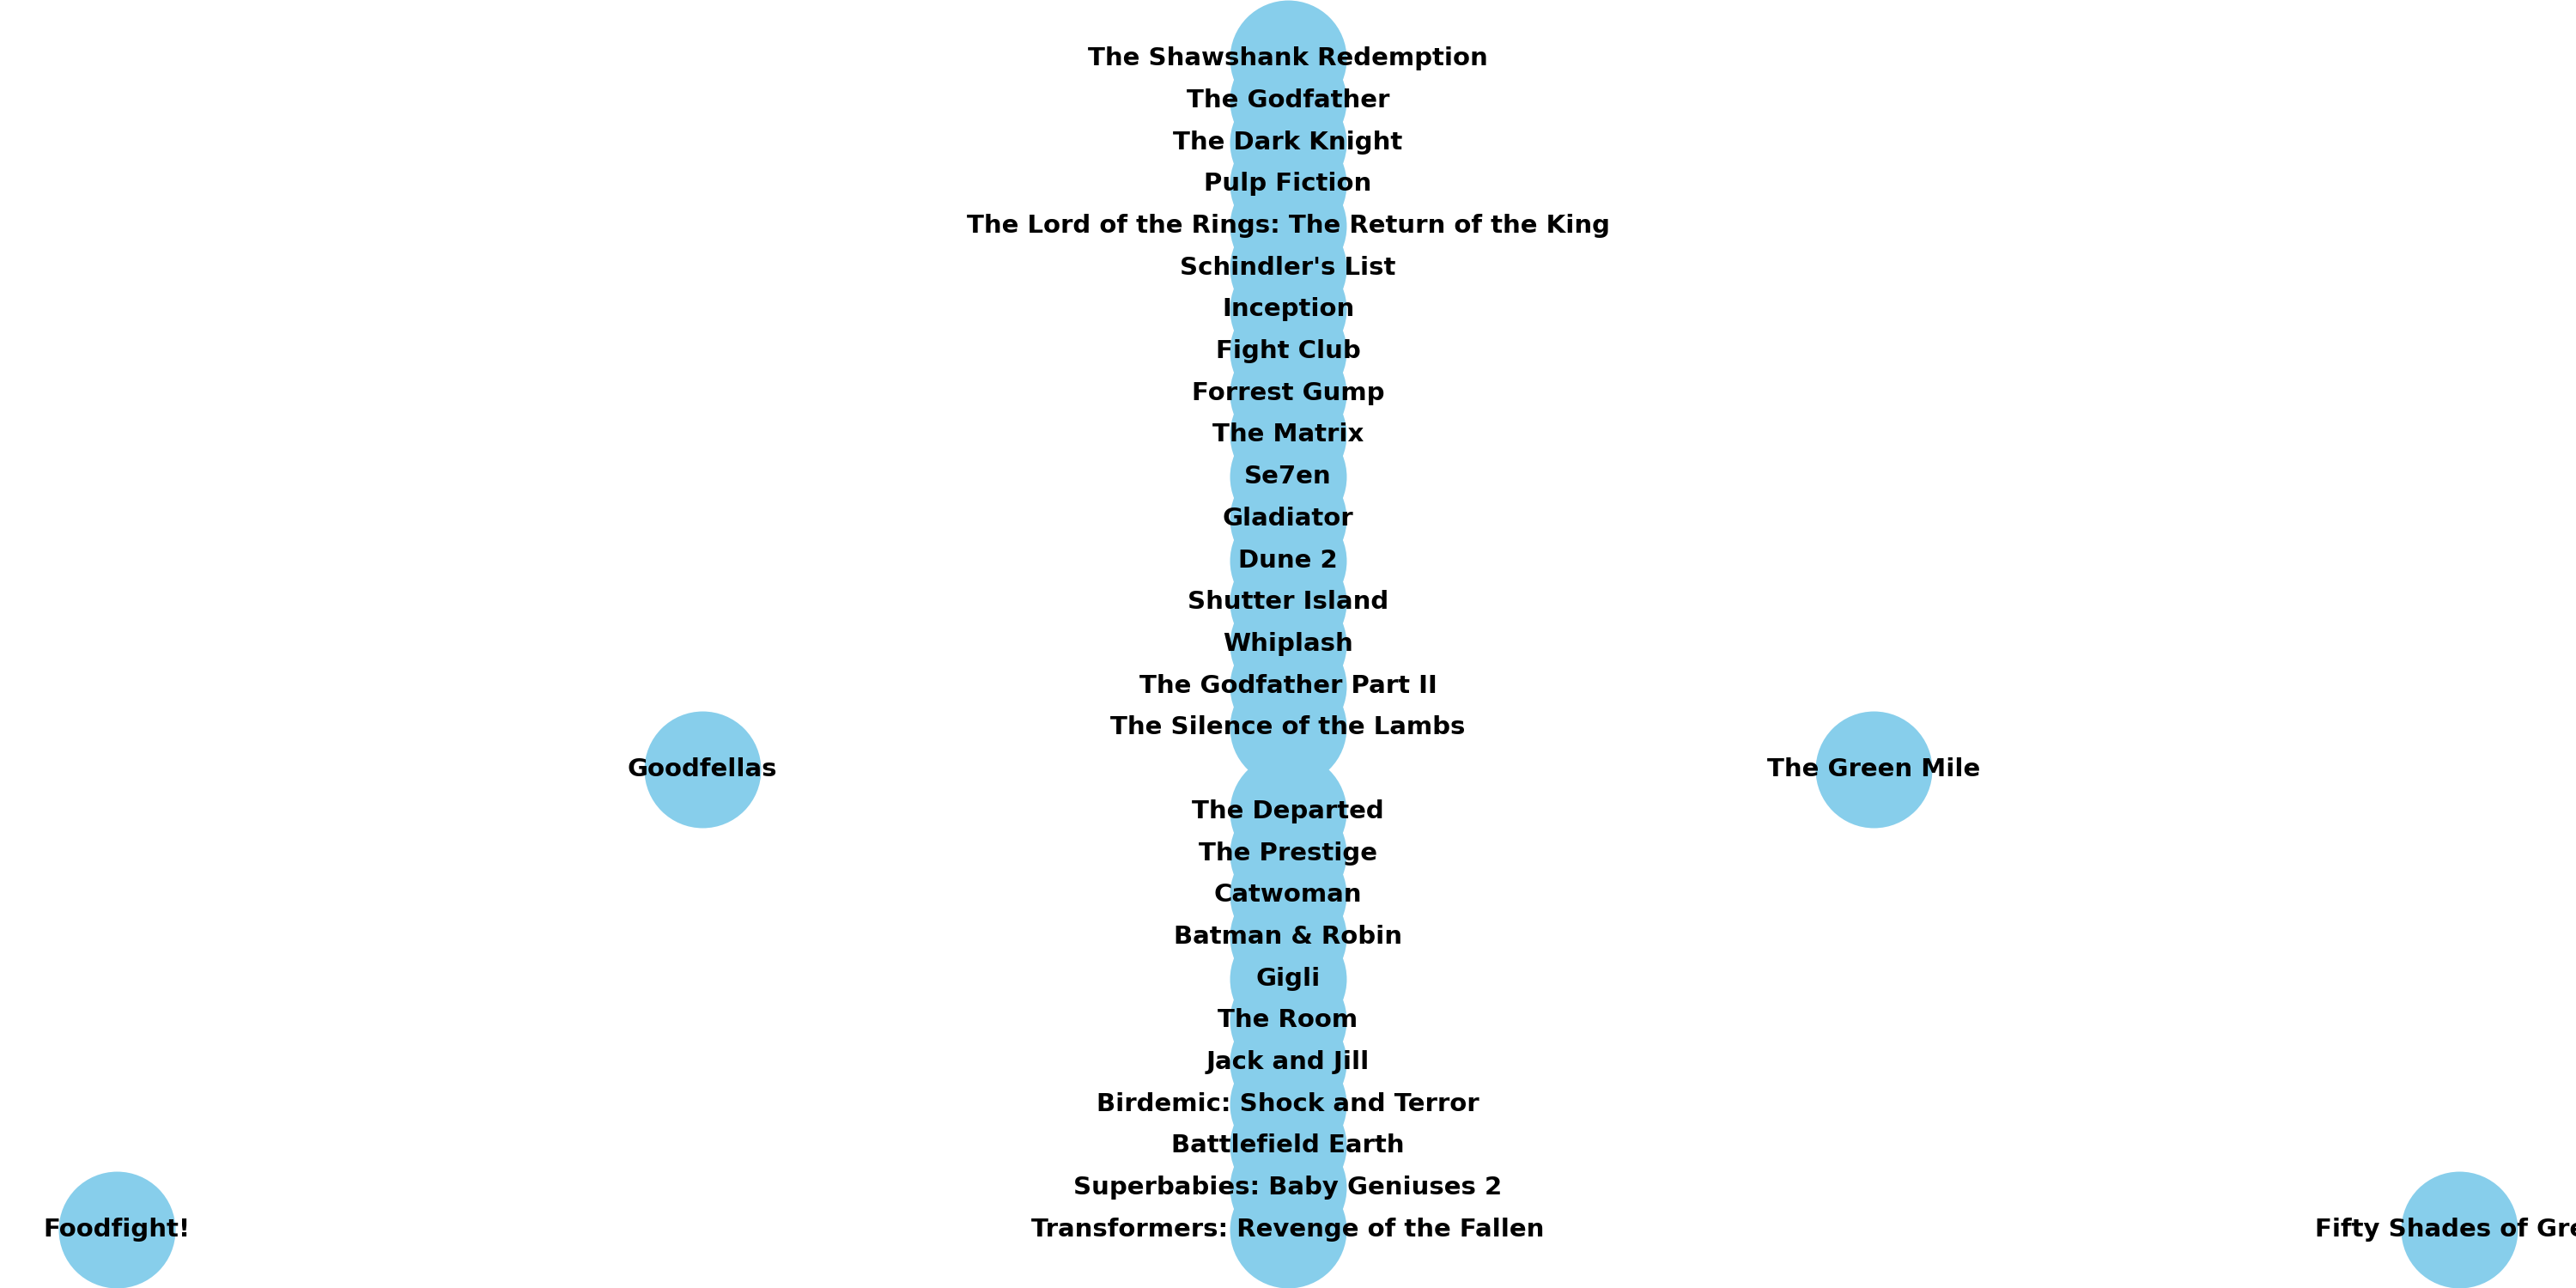 The Shawshank Redemption
The Godfather
The Dark Knight
Pulp Fiction
The Lord of the Rings: The Return of the King
Schindler's List
Inception
Fight Club
Forrest Gump
The Matrix
Se7en
Gladiator
Dune 2
Shutter Island
Whiplash
The Godfather Part II
The Silence of the Lambs
Goodfellas
The Green Mile
The Departed
The Prestige
Catwoman
Batman & Robin
Gigli
The Room
Jack and Jill
Birdemic: Shock and Terror
Battlefield Earth
Superbabies: Baby Geniuses 2
Foodfight!
Transformers: Revenge of the Fallen
Fifty Shades of Gre